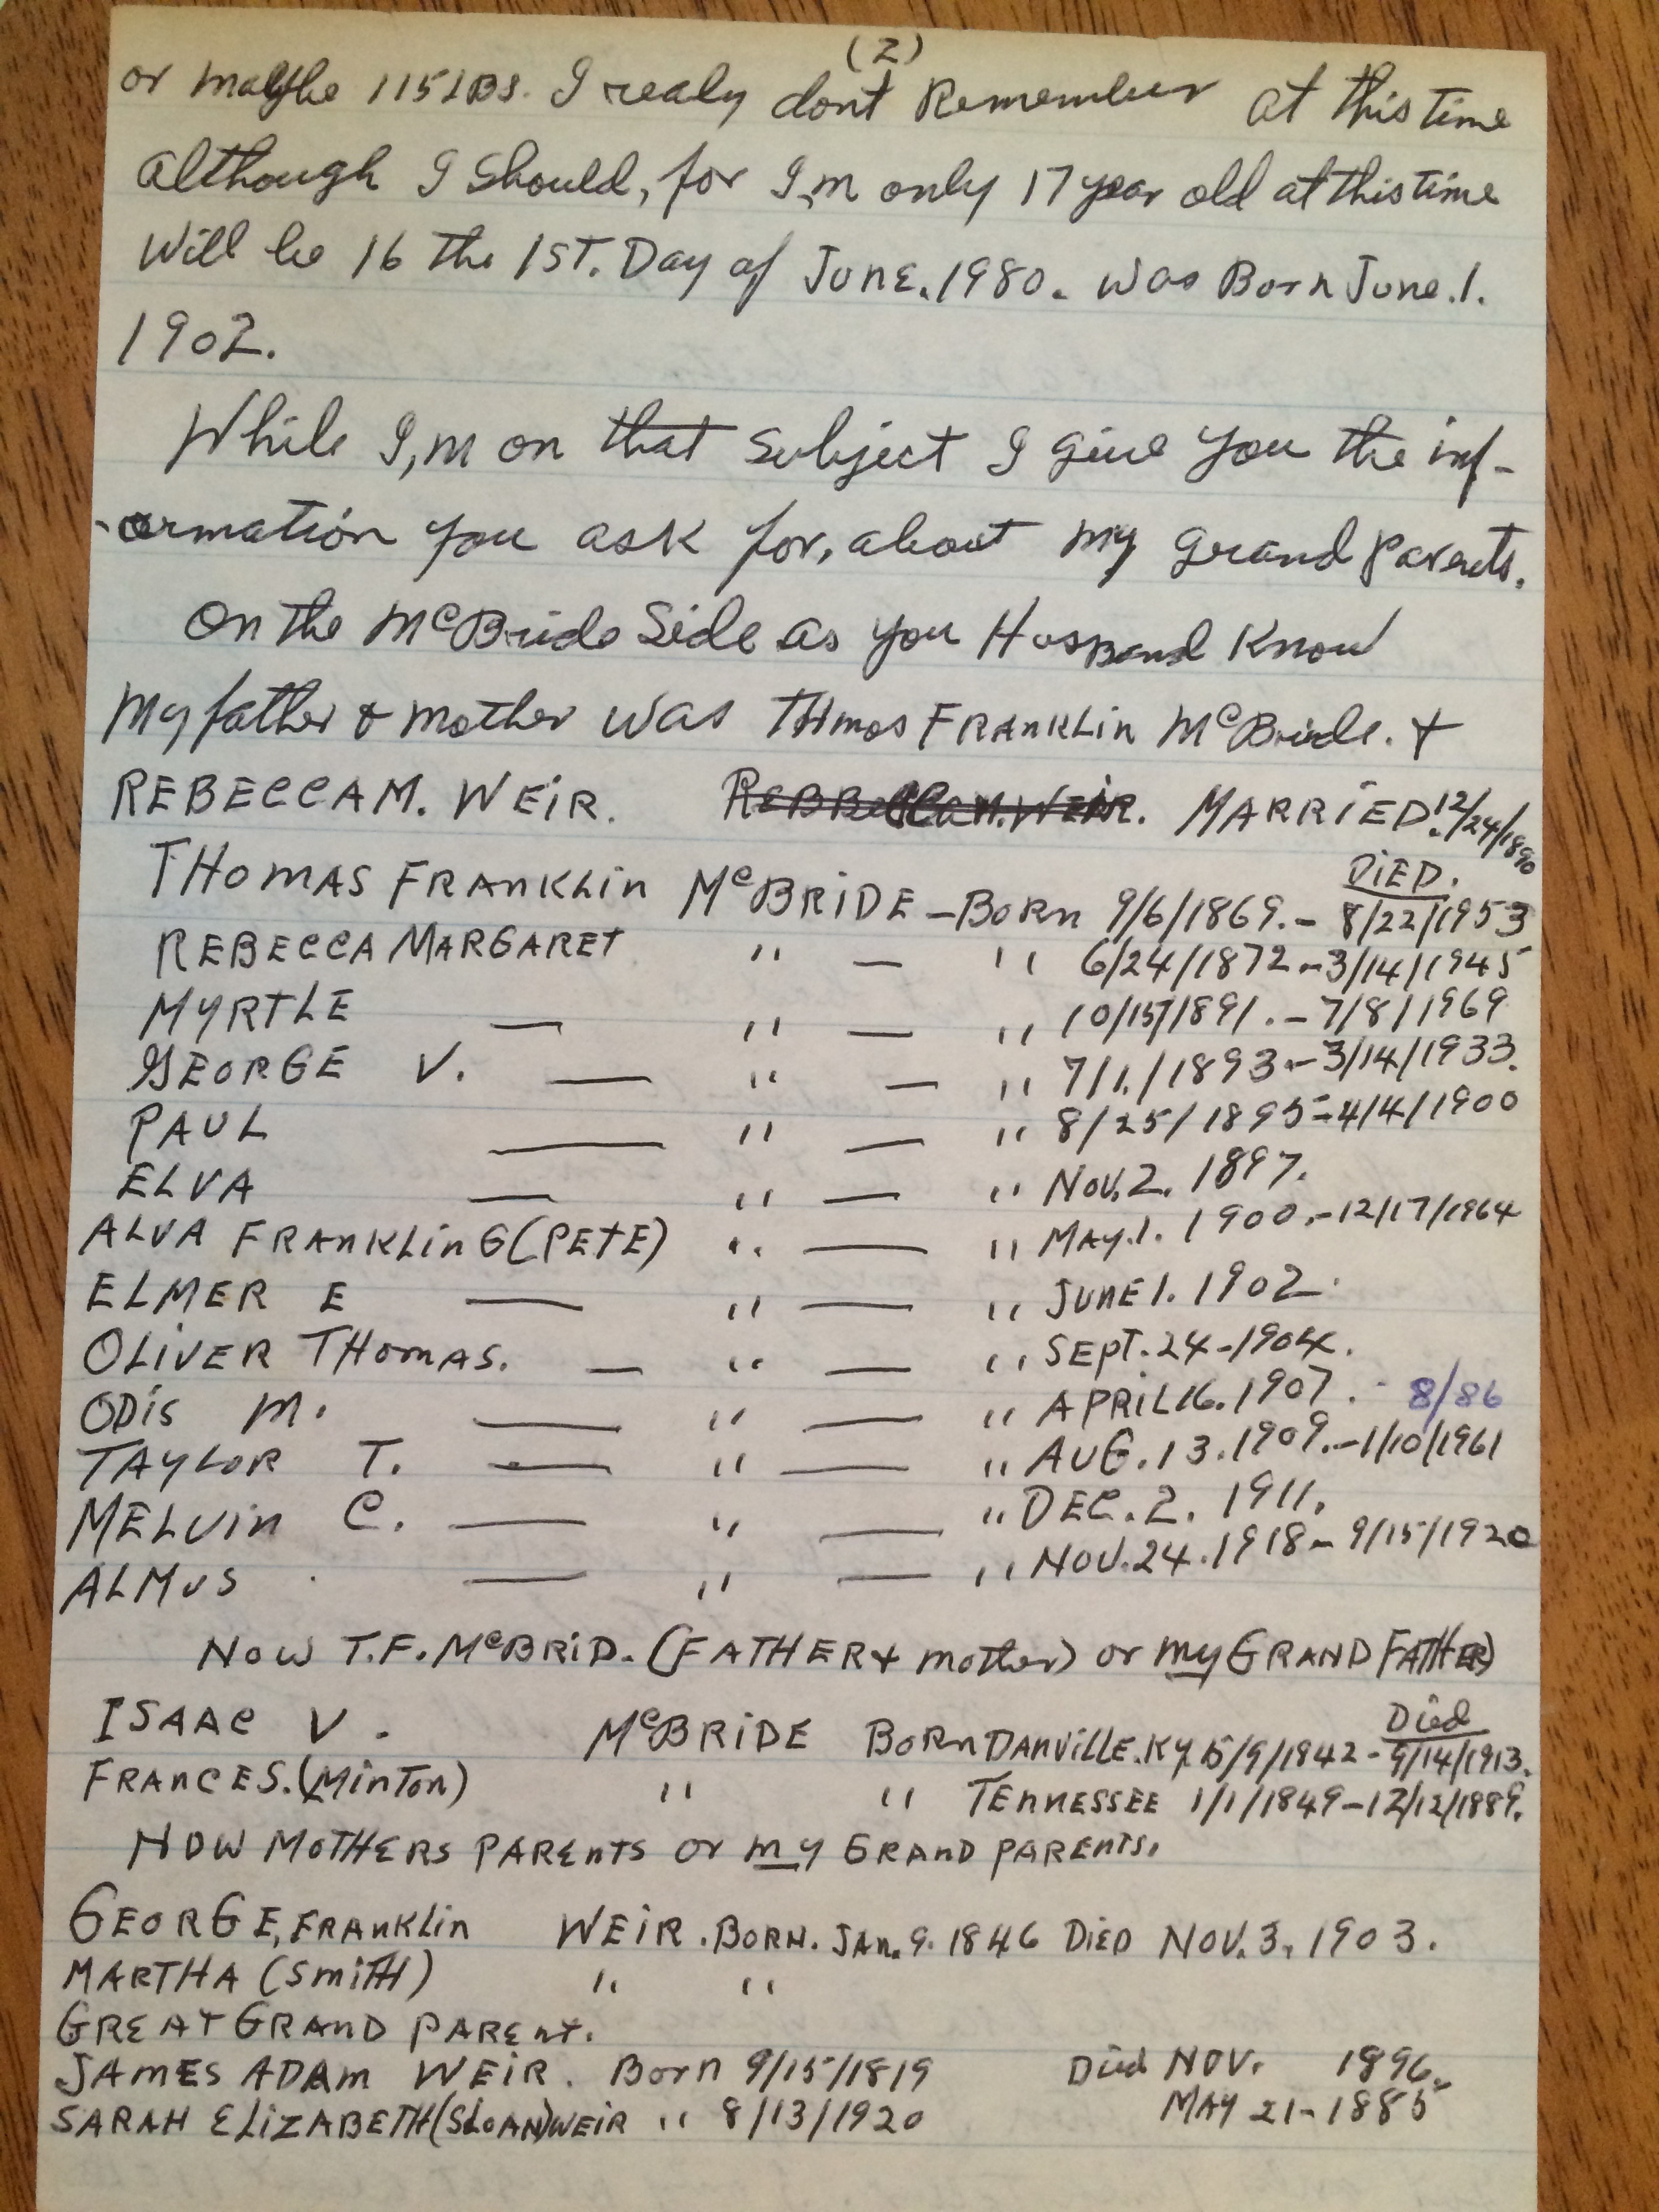 (2)
or maybe 115 LBS. I realy dont Remember at this time
although I should, for I,m only 17 year old at this time
Will be 16 the 1ST. Day of JUNE. 1980. was Born June. 1.
1902.
While I,m on that subject I give you the inf-
-ormation you ask for, about my grand parents.
On the McBride Side as you Husband Know
My father & mother was THmos FRANKLin McBride. +
REBECCA M. WEiR. MARRiED. 12/24/1890
DiED.
THOMAS FRANKLin McBRiDE - Born 9/6/1869. - 8/22/1953
REBECCA MARGARET " — " 6/24/1872 - 3/14/1945
MYRTLE — " — " 10/15/1891. - 7/8/1969
GEORGE V. — " — " 7/1./1893 - 3/14/1933.
PAUL — " — " 8/25/1895 - 4/4/1900
ELVA — " — " NOV. 2. 1897.
ALVA FRANKLinG (PETE) " — " MAY. 1. 1900. - 12/17/1964
ELMER E — " — " JUNE 1. 1902.
OLiVER THOMAS. — " — " SEPT. 24 - 1904.
ODiS M. — " — " APRiL 16. 1907. - 8/86
TAYLOR T. — " — " AUG. 13. 1909. - 1/10/1961
MELViN C. — " — " DEC. 2. 1911.
ALMUS — " — " NOV. 24. 1918 - 9/15/1920
NOW T.F. McBRiD. (FATHER + mother) or my GRAND FATHER)
Died
ISAAC V. McBRiDE BORN DANViLLE. KY. 5/9/1842 - 9/14/1913.
FRANCES. (MinTon) " " TENNESSEE 1/1/1849 - 12/12/1889.
NOW MOTHERS PARENTS or my GRAND PARENTS.
GEORGE, FRANKLin WEiR. BORN. JAN. 9. 1846 DiED NOV. 3, 1903.
MARTHA (SmiTH) " "
GREAT GRAND PARENT.
JAMES ADAM WEiR. Born 9/15/1819 Died NOV. 1896.
SARAH ELiZABETH (SLOAN) WEiR " 8/13/1920 MAY 21 - 1885